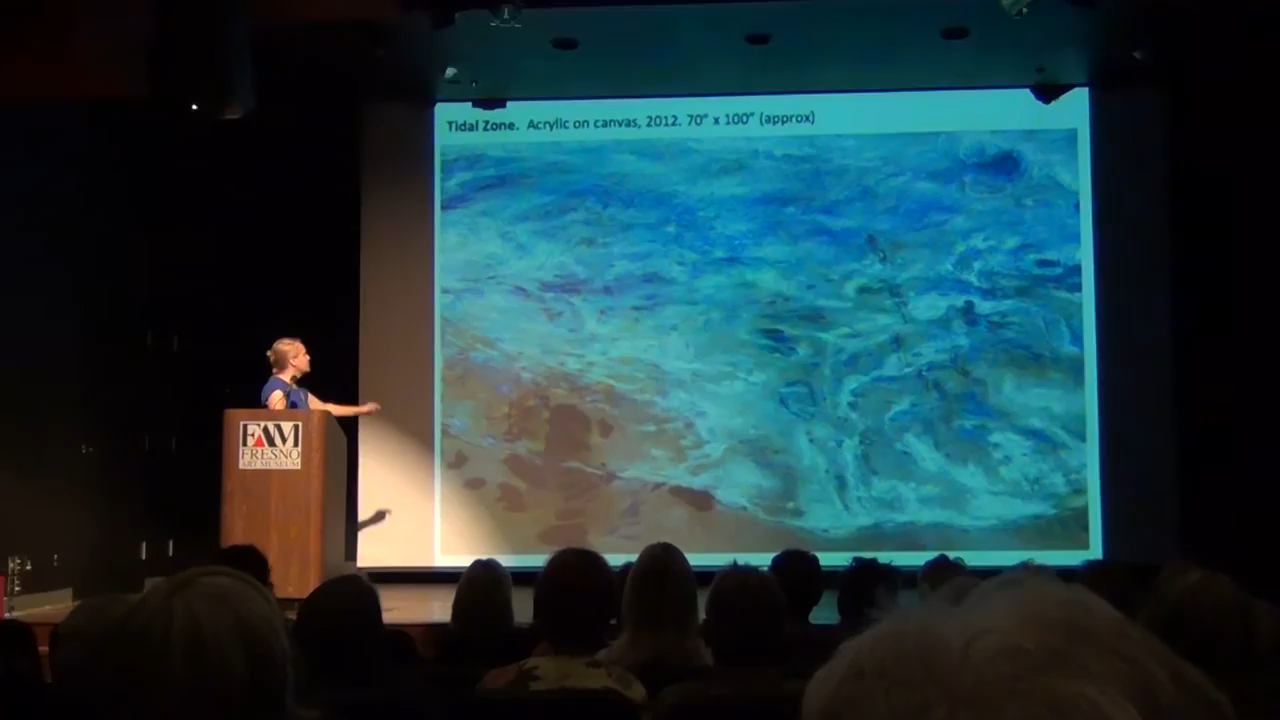 Tidal Zone. Acrylic on canvas, 2012. 70" x 100" (approx)
FAM
FRESNO
ART MUSEUM